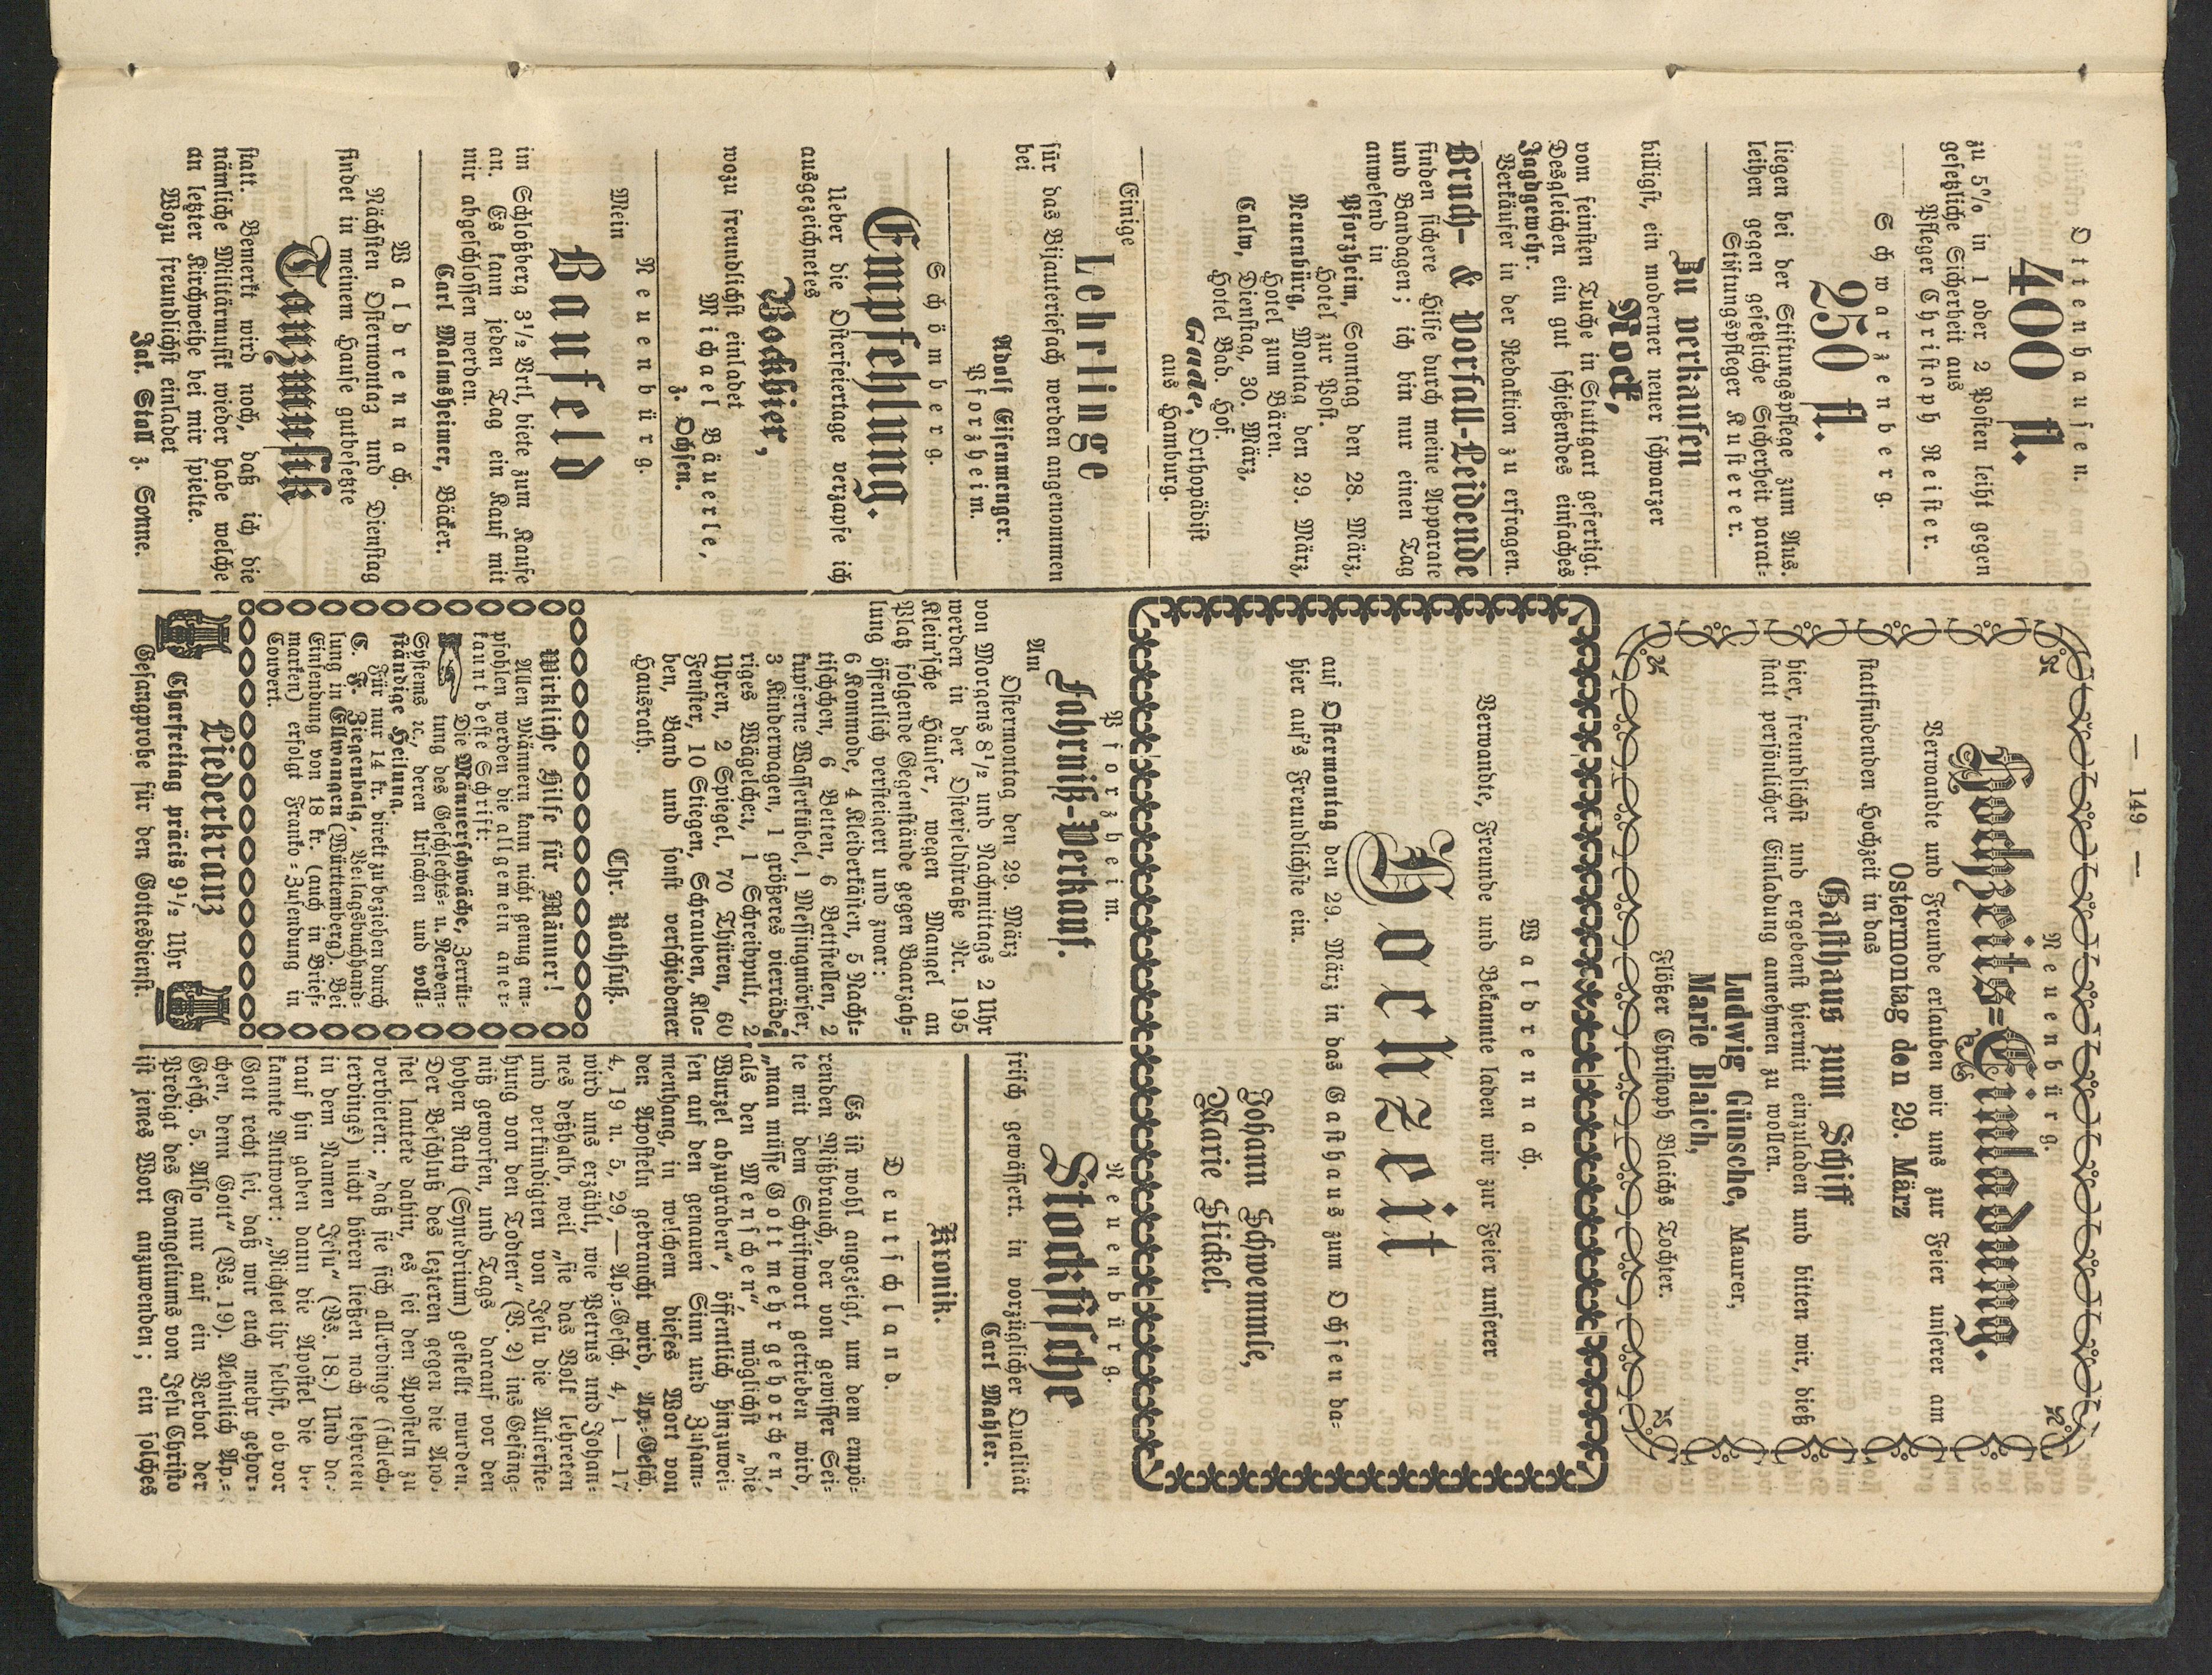 — 149 —
Ottenhausen.
400 fl.
zu 5% in 1 oder 2 Posten leiht gegen
gesetzliche Sicherheit aus
Pfleger Christoph Reister.
Schwarzenberg.
250 fl.
liegen bei der Stiftungspflege zum Aus-
leihen gegen gesetzliche Sicherheit parat.
Stiftungspfleger Kusterer.
Zu verkaufen
billigst, ein moderner neuer schwarzer
Rock,
vom feinsten Tuche in Stuttgart gefertigt.
Desgleichen ein gut schießendes einfaches
Jagdgewehr.
Verkäufer in der Redaktion zu erfragen.
Bruch- & Vorfall-Leidende
finden sichere Hilfe durch meine Apparate
und Bandagen; ich bin nur einen Tag
anwesend in
Pforzheim, Sonntag den 28. März,
Hotel zur Post.
Neuenbürg, Montag den 29. März,
Hotel zum Bären.
Calw, Dienstag, 30. März,
Hotel Bad. Hof.
Gude, Orthopädist
aus Hamburg.
Einige
Lehrlinge
für das Bijouteriefach werden angenommen
bei
Adolf Eisenmenger.
Pforzheim.
Schömberg.
Empfehlung.
Ueber die Osterfeiertage verzapfe ich
ausgezeichnetes
Bockbier,
wozu freundlichst einladet
Michael Bäuerle,
z. Ochsen.
Neuenbürg.
Mein
Baufeld
im Schloßberg 3½ Vrtl. biete zum Kaufe
an. Es kann jeden Tag ein Kauf mit
mir abgeschlossen werden.
Carl Malmsheimer, Bäcker.
Waldrennach.
Nächsten Ostermontag und Dienstag
findet in meinem Hause gutbesetzte
Tanzmusik
statt. Bemerkt wird noch, daß ich die
nämliche Militärmusik wieder habe welche
an letzter Kirchweihe bei mir spielte.
Wozu freundlichst einladet
Jak. Stoll z. Sonne.
Neuenbürg.
Hochzeits-Einladung.
Verwandte und Freunde erlauben wir uns zur Feier unserer am
Ostermontag den 29. März
stattfindenden Hochzeit in das
Gasthaus zum Schiff
hier, freundlichst und ergebenst hiermit einzuladen und bitten wir, dieß
statt persönlicher Einladung annehmen zu wollen.
Ludwig Günsche, Maurer,
Marie Blaich,
Flößer Christoph Blaichs Tochter.
Waldrennach.
Verwandte, Freunde und Bekannte laden wir zur Feier unserer
Hochzeit
auf Ostermontag den 29. März in das Gasthaus zum Ochsen da-
hier auf's Freundlichste ein.
Johann Schwemmle,
Marie Stickel.
Pforzheim.
Fahrniß-Verkauf.
Am
Ostermontag den 29. März
von Morgens 8½ und Nachmittags 2 Uhr
werden in der Osterfeldstraße Nr. 195
Klein'sche Häuser, wegen Mangel an
Platz folgende Gegenstände gegen Baarzah-
lung öffentlich versteigert und zwar:
6 Kommode, 4 Kleiderkästen, 5 Nacht-
tischchen, 6 Betten, 6 Bettstellen, 2
kupferne Wasserkübel, 1 Messingmörser,
3 Kinderwagen, 1 größeres vierräde-
riges Wägelchen, 1 Schreibpult, 2
Uhren, 2 Spiegel, 70 Thüren, 60
Fenster, 10 Stiegen, Schrauben, Klo-
ben, Band und sonst verschiedener
Hausrath.
Chr. Rothfuß.
Wirkliche Hilfe für Männer!
Allen Männern kann nicht genug em-
pfohlen werden die allgemein aner-
kannt beste Schrift:
Die Männerschwäche, Zerrüt-
tung des Geschlechts- u. Nerven-
Systems ꝛc., deren Ursachen und voll-
ständige Heilung.
Für nur 14 kr. direkt zu beziehen durch
C. F. Ziegenbalg, Verlagsbuchhand-
lung in Ellwangen (Württemberg). Bei
Einsendung von 18 kr. (auch in Brief-
marken) erfolgt Franko-Zusendung in
Couvert.
Liederkranz
Charfreitag präcis 9½ Uhr
Gesangprobe für den Gottesdienst.
Neuenbürg.
Stockfische
frisch gewässert. in vorzüglicher Qualität
Carl Mahler.
Kronik.
Deutschland.
Es ist wohl angezeigt, um dem empö-
renden Mißbrauch, der von gewisser Sei-
te mit dem Schriftwort getrieben wird,
„man müsse Gott mehr gehorchen,
als den Menschen“, möglichst „die
Wurzel abzugraben“, öffentlich hinzuwei-
sen auf den genauen Sinn und Zusam-
menhang, in welchem dieses Wort von
den Aposteln gebraucht wird, Ap.-Gesch.
4, 19 u. 5, 29,— Ap.-Gesch. 4, 1—17
wird uns erzählt, wie Petrus und Johan-
nes deßhalb, weil „sie das Volk lehreten
und verkündigten von Jesu die Auferste-
hung von den Todten“ (V. 2) ins Gefäng-
niß geworfen, und Tags darauf vor den
hohen Rath (Synedrium) gestellt wurden.
Der Beschluß des lezteren gegen die Apo-
stel lautete dahin, es sei den Aposteln zu
verbieten: „daß sie sich allerdinge (schlech-
terdings) nicht hören ließen noch lehreten
in dem Namen Jesu“ (Vs. 18.) Und da-
rauf hin gaben dann die Apostel die be-
kannte Antwort: „Richtet ihr selbst, ob vor
Gott recht sei, daß wir euch mehr gehor-
chen, denn Gott“ (Vs. 19). Aehnlich Ap.-
Gesch. 5. Also nur auf ein Verbot der
Predigt des Evangeliums von Jesu Christo
ist jenes Wort anzuwenden; ein solches